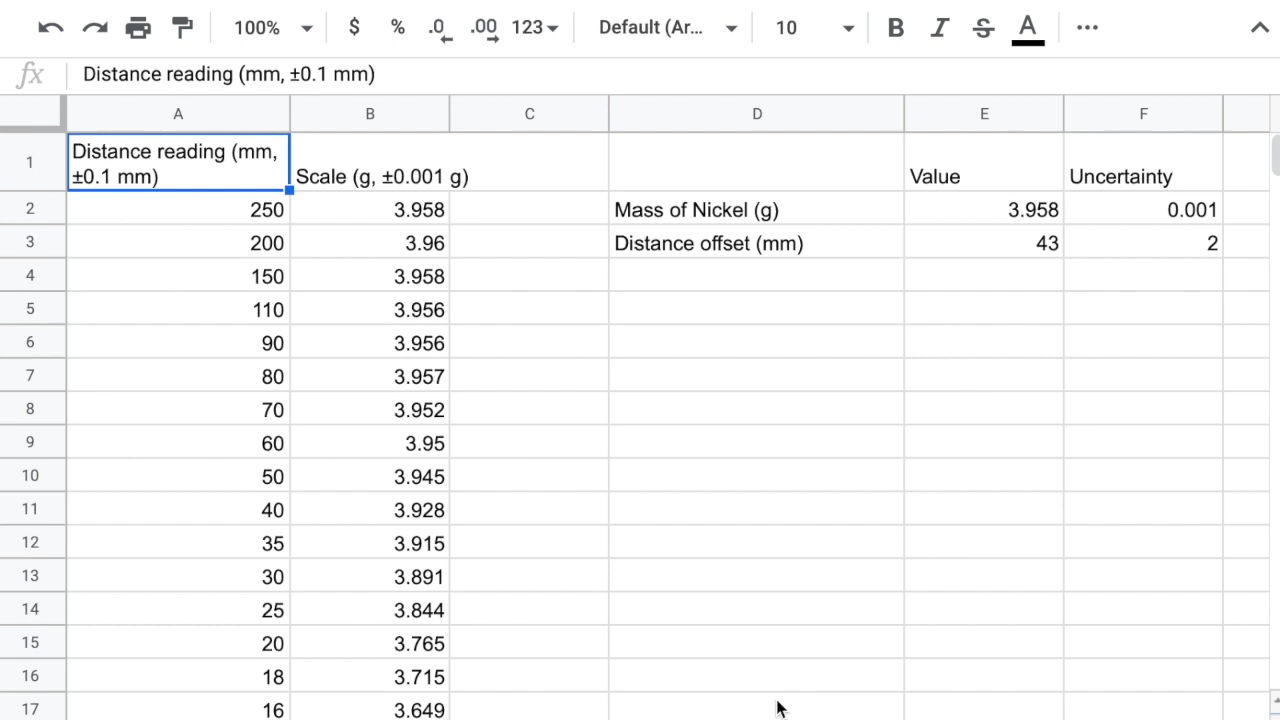 100% $ % .0 .00 123 Default (Ar... 10 B I S A
fx Distance reading (mm, ±0.1 mm)
A B C D E F
1 Distance reading (mm,
±0.1 mm) Scale (g, ±0.001 g) Value Uncertainty
2 250 3.958 Mass of Nickel (g) 3.958 0.001
3 200 3.96 Distance offset (mm) 43 2
4 150 3.958
5 110 3.956
6 90 3.956
7 80 3.957
8 70 3.952
9 60 3.95
10 50 3.945
11 40 3.928
12 35 3.915
13 30 3.891
14 25 3.844
15 20 3.765
16 18 3.715
17 16 3.649